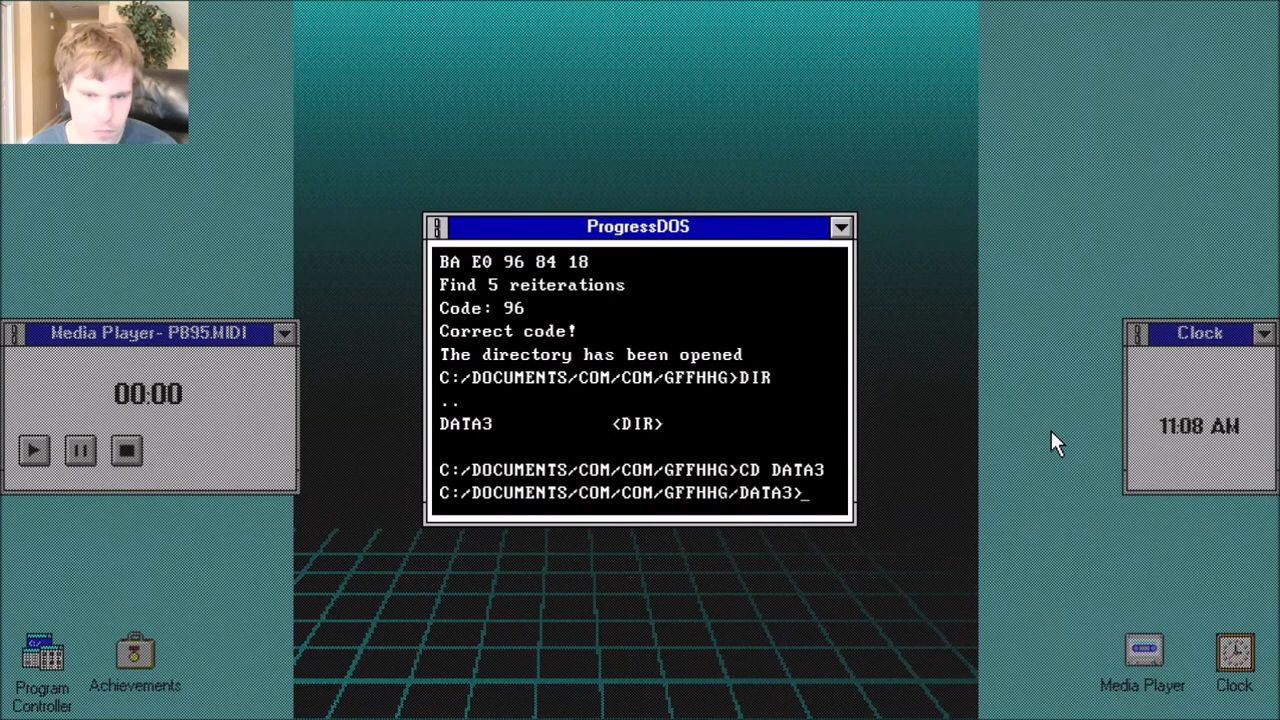 ProgressDOS
BA E0 96 84 18
Find 5 reiterations
Code: 96
Correct code!
The directory has been opened
C:/DOCUMENTS/COM/COM/GFFHHG>DIR
..
DATA3 <DIR>
C:/DOCUMENTS/COM/COM/GFFHHG>CD DATA3
C:/DOCUMENTS/COM/COM/GFFHHG/DATA3>_
Media Player- PB95.MIDI
00:00
Clock
11:08 AM
Program
Controller
Achievements
Media Player
Clock